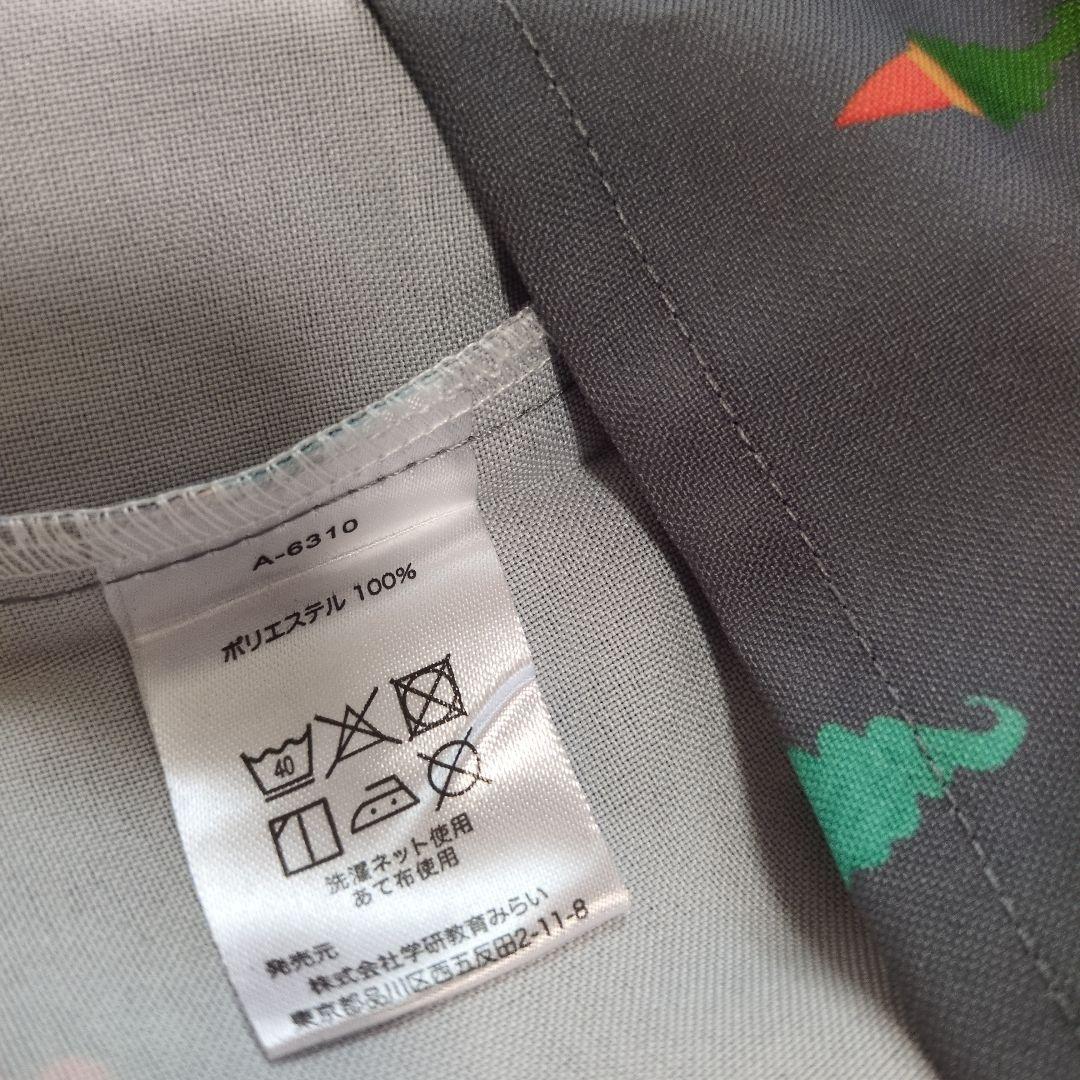 A-6310
ポリエステル 100%
40
洗濯ネット使用
あて布使用
発売元
株式会社学研教育みらい
東京都品川区西五反田2-11-8